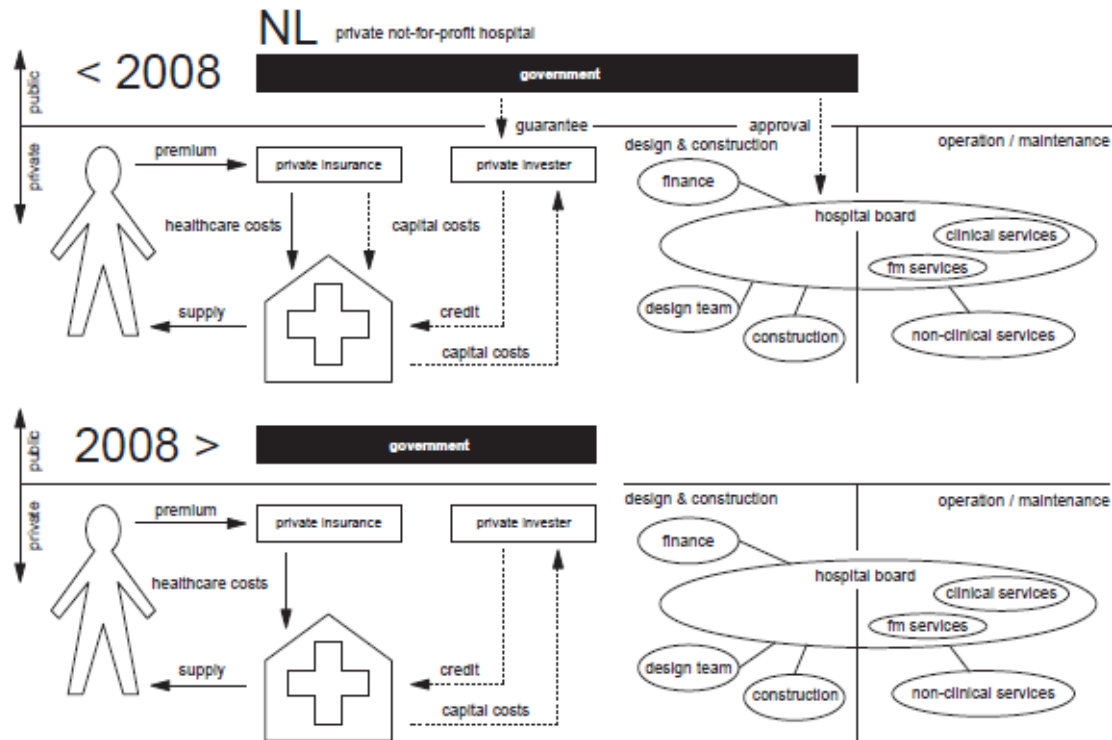 NL private not-for-profit hospital
public
< 2008
government
guarantee
approval
private
premium
private insurance
private invester
design & construction
operation / maintenance
finance
healthcare costs
capital costs
hospital board
clinical services
fm services
supply
credit
design team
construction
non-clinical services
capital costs
public
2008 >
government
private
premium
private insurance
private invester
design & construction
operation / maintenance
finance
healthcare costs
hospital board
clinical services
fm services
supply
credit
design team
construction
non-clinical services
capital costs